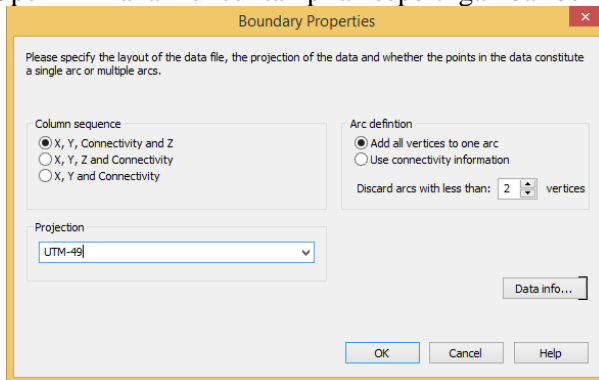 Boundary Properties
Please specify the layout of the data file, the projection of the data and whether the points in the data constitute
a single arc or multiple arcs.
Column sequence
X, Y, Connectivity and Z
X, Y, Z and Connectivity
X, Y and Connectivity
Arc defintion
Add all vertices to one arc
Use connectivity information
Discard arcs with less than: 2 vertices
Projection
UTM-49
Data info...
OK Cancel Help